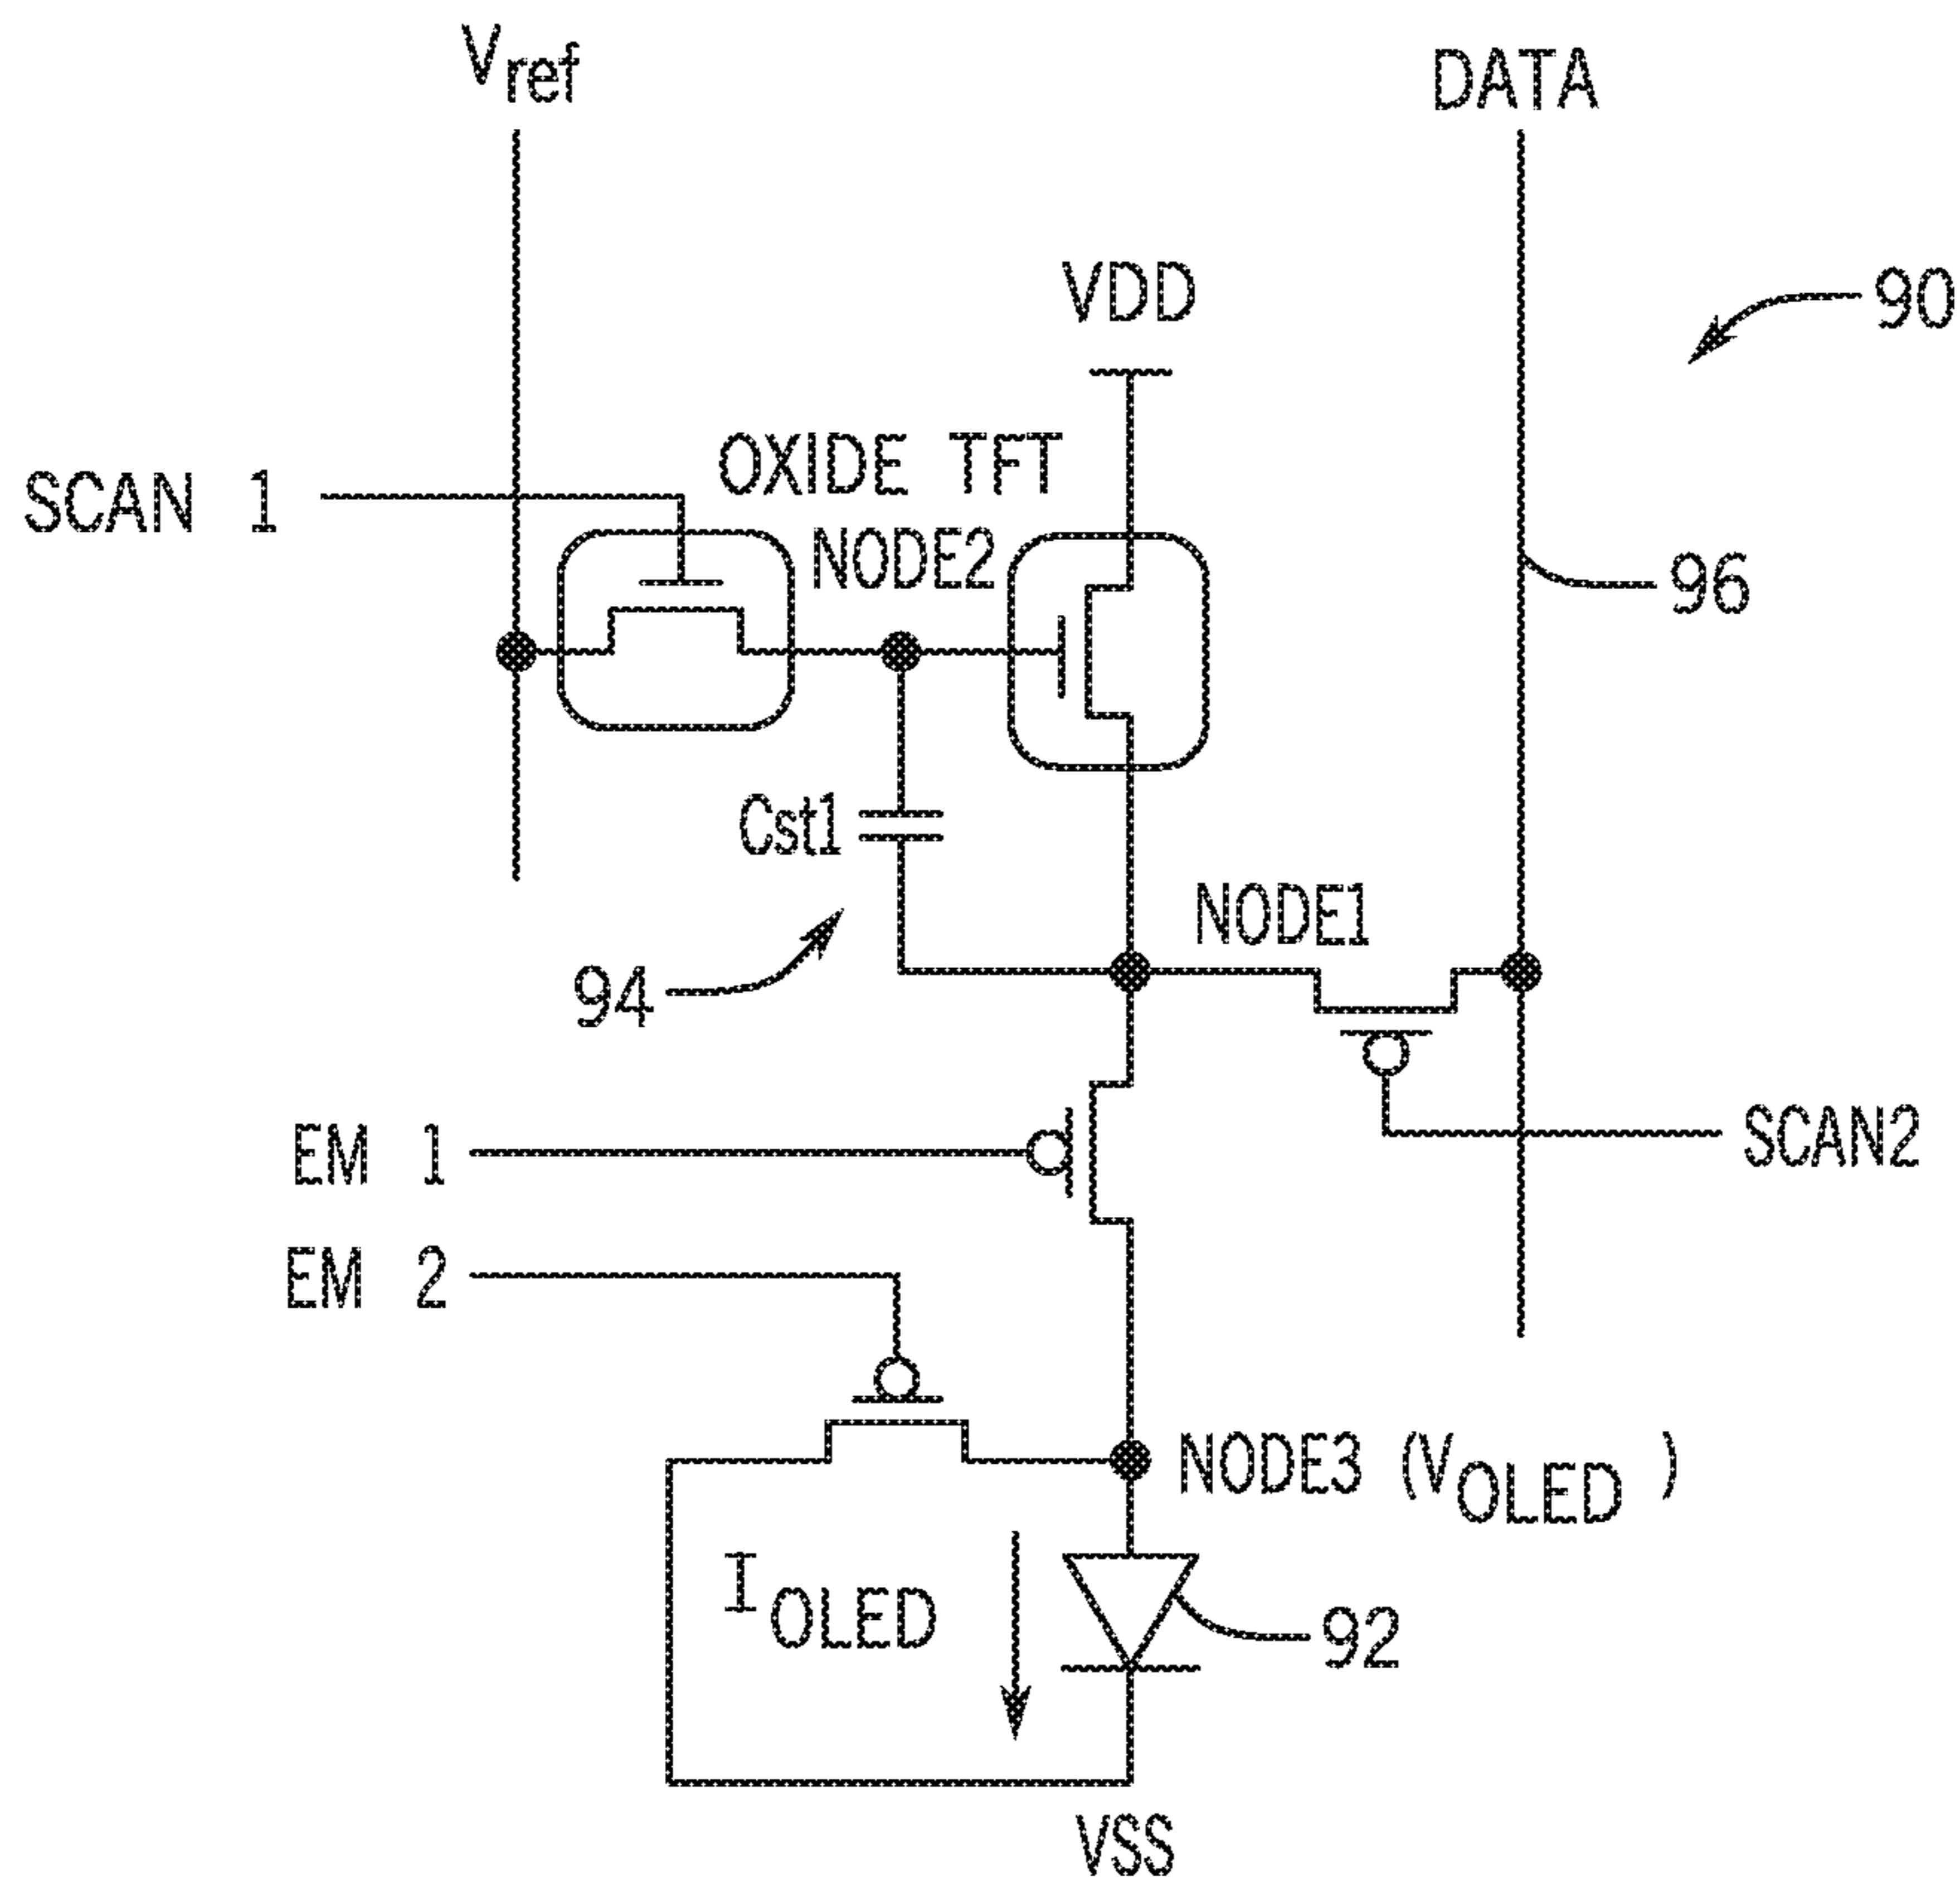 Vref
DATA
VDD
90
OXIDE TFT
SCAN 1
NODE2
96
Cst1
NODE1
94
EM 1
SCAN2
EM 2
NODE3 (VOLED )
IOLED
92
VSS